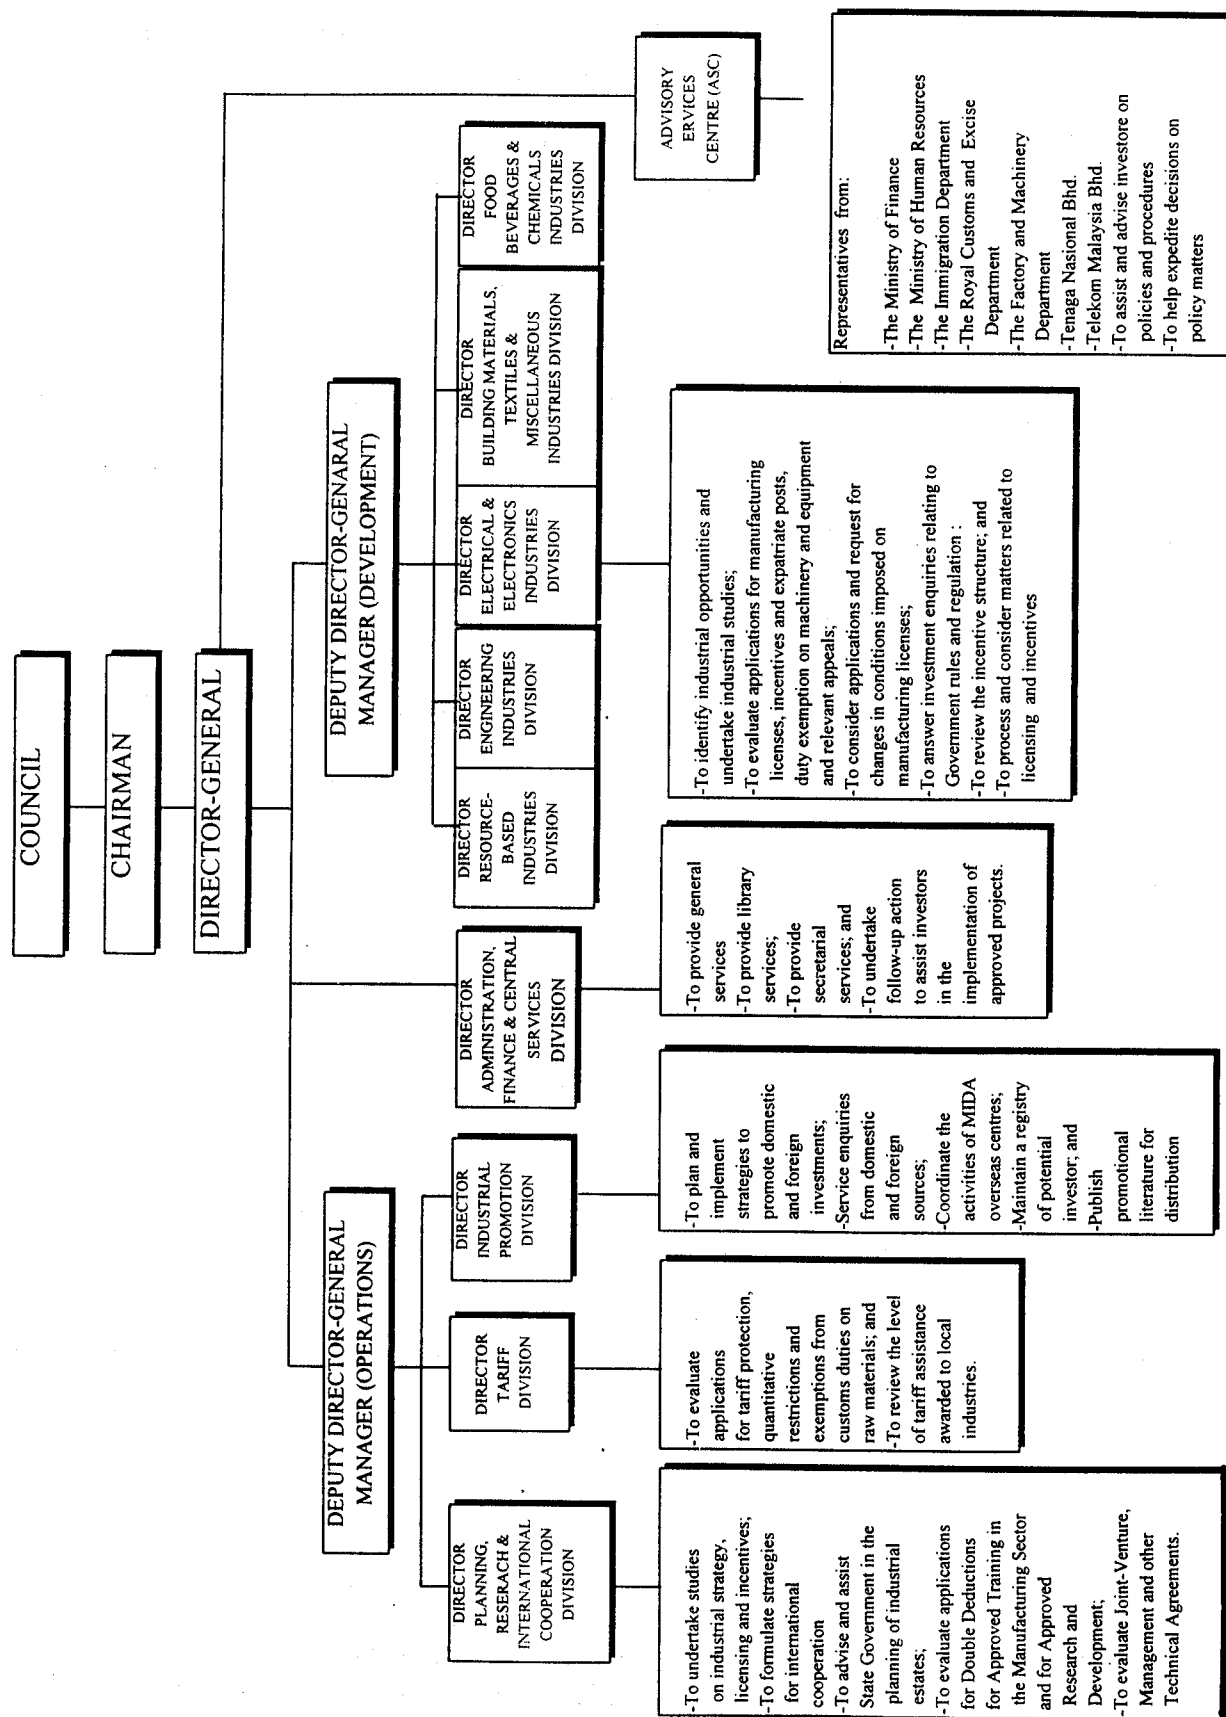 COUNCIL
CHAIRMAN
DIRECTOR-GENERAL
DEPUTY DIRECTOR-GENERAL
MANAGER (OPERATIONS)
DEPUTY DIRECTOR-GENARAL
MANAGER (DEVELOPMENT)
DIRECTOR
PLANNING,
RESERACH &
INTERNATIONAL
COOPERATION
DIVISION
DIRECTOR
TARIFF
DIVISION
DIRECTOR
INDUSTRIAL
PROMOTION
DIVISION
DIRECTOR
ADMINISTRATION,
FINANCE & CENTRAL
SERVICES
DIVISION
DIRECTOR
RESOURCE-
BASED
INDUSTRIES
DIVISION
DIRECTOR
ENGINEERING
INDUSTRIES
DIVISION
DIRECTOR
ELECTRICAL &
ELECTRONICS
INDUSTRIES
DIVISION
DIRECTOR
BUILDING MATERIALS,
TEXTILES &
MISCELLANEOUS
INDUSTRIES DIVISION
DIRECTOR
FOOD
BEVERAGES &
CHEMICALS
INDUSTRIES
DIVISION
ADVISORY
ERVICES
CENTRE (ASC)
-To undertake studies
on industrial strategy,
licensing and incentives;
-To formulate strategies
for international
cooperation
-To advise and assist
State Government in the
planning of industrial
estates;
-To evaluate applications
for Double Deductions
for Approved Training in
the Manufacturing Sector
and for Approved
Research and
Development;
-To evaluate Joint-Venture,
Management and other
Technical Agreements.
-To evaluate
applications
for tariff protection,
quantitative
restrictions and
exemptions from
customs duties on
raw materials; and
-To review the level
of tariff assistance
awarded to local
industries.
-To plan and
implement
strategies to
promote domestic
and foreign
investments;
-Service enquiries
from domestic
and foreign
sources;
-Coordinate the
activities of MIDA
overseas centres;
-Maintain a registry
of potential
investor; and
-Publish
promotional
literature for
distribution
-To provide general
services
-To provide library
services;
-To provide
secretarial
services; and
-To undertake
follow-up action
to assist investors
in the
implementation of
approved projects.
-To identify industrial opportunities and
undertake industrial studies;
-To evaluate applications for manufacturing
licenses, incentives and expatriate posts,
duty exemption on machinery and equipment
and relevant appeals;
-To consider applications and request for
changes in conditions imposed on
manufacturing licenses;
-To answer investment enquiries relating to
Government rules and regulation :
-To review the incentive structure; and
-To process and consider matters related to
licensing and incentives
Representatives from:
-The Ministry of Finance
-The Ministry of Human Resources
-The Immigration Department
-The Royal Customs and Excise
Department
-The Factory and Machinery
Department
-Tenaga Nasional Bhd.
-Telekom Malaysia Bhd.
-To assist and advise investore on
policies and procedures
-To help expedite decisions on
policy matters